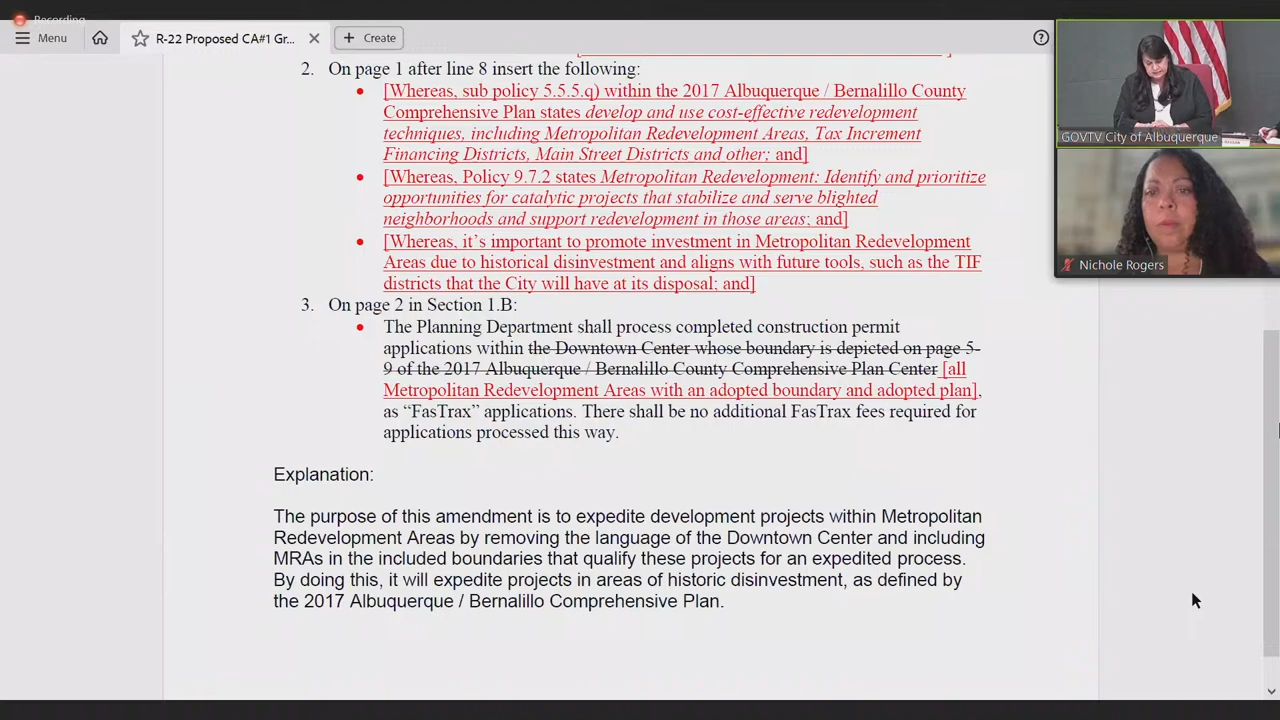 Recording
Menu
R-22 Proposed CA#1 Gr...
Create
2. On page 1 after line 8 insert the following:
• [Whereas, sub policy 5.5.5.q) within the 2017 Albuquerque / Bernalillo County
Comprehensive Plan states develop and use cost-effective redevelopment
techniques, including Metropolitan Redevelopment Areas, Tax Increment
Financing Districts, Main Street Districts and other; and]
• [Whereas, Policy 9.7.2 states Metropolitan Redevelopment: Identify and prioritize
opportunities for catalytic projects that stabilize and serve blighted
neighborhoods and support redevelopment in those areas; and]
• [Whereas, it's important to promote investment in Metropolitan Redevelopment
Areas due to historical disinvestment and aligns with future tools, such as the TIF
districts that the City will have at its disposal; and]
3. On page 2 in Section 1.B:
• The Planning Department shall process completed construction permit
applications within the Downtown Center whose boundary is depicted on page 5-
9 of the 2017 Albuquerque / Bernalillo County Comprehensive Plan Center [all
Metropolitan Redevelopment Areas with an adopted boundary and adopted plan],
as “FasTrax” applications. There shall be no additional FasTrax fees required for
applications processed this way.
Explanation:
The purpose of this amendment is to expedite development projects within Metropolitan
Redevelopment Areas by removing the language of the Downtown Center and including
MRAs in the included boundaries that qualify these projects for an expedited process.
By doing this, it will expedite projects in areas of historic disinvestment, as defined by
the 2017 Albuquerque / Bernalillo Comprehensive Plan.
GOVTV City of Albuquerque
Nichole Rogers